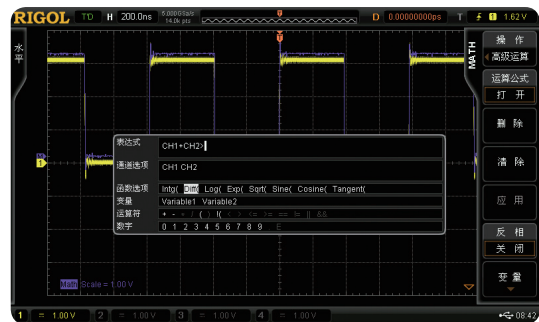 RIGOL T'D H 200.0ns 5.000GSa/s 14.0k pts D 0.00000000ps T 1 1.62 V
水平
MATH
操 作
高级运算
运算公式
打 开
删 除
清 除
应 用
反 相
关 闭
变 量
表达式 CH1+CH2>
通道选项 CH1 CH2
函数选项 Intg( Diff( Log( Exp( Sqrt( Sine( Cosine( Tangent(
变量 Variable1 Variable2
运算符 + - × / ( ) !( < > <= >= == != || &&
数字 0 1 2 3 4 5 6 7 8 9 E
Math Scale = 1.00 V
1 = 1.00 V 2 = 1.00 V 3 = 1.00 V 4 = 1.00 V 08:42